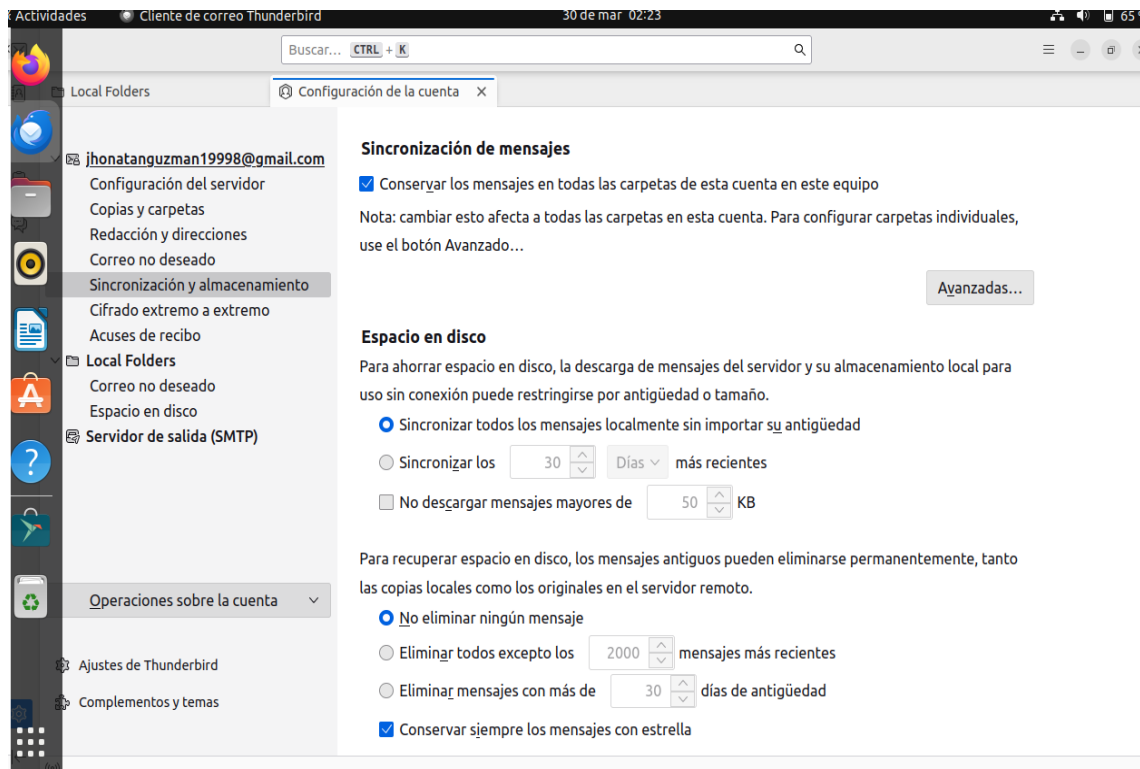 Actividades
Cliente de correo Thunderbird
30 de mar 02:23
65
Buscar... CTRL + K
Local Folders
Configuración de la cuenta
jhonatanguzman19998@gmail.com
Configuración del servidor
Copias y carpetas
Redacción y direcciones
Correo no deseado
Sincronización y almacenamiento
Cifrado extremo a extremo
Acuses de recibo
Local Folders
Correo no deseado
Espacio en disco
Servidor de salida (SMTP)
Operaciones sobre la cuenta
Ajustes de Thunderbird
Complementos y temas
Sincronización de mensajes
Conservar los mensajes en todas las carpetas de esta cuenta en este equipo
Nota: cambiar esto afecta a todas las carpetas en esta cuenta. Para configurar carpetas individuales,
use el botón Avanzado…
Avanzadas…
Espacio en disco
Para ahorrar espacio en disco, la descarga de mensajes del servidor y su almacenamiento local para
uso sin conexión puede restringirse por antigüedad o tamaño.
Sincronizar todos los mensajes localmente sin importar su antigüedad
Sincronizar los 30 Días más recientes
No descargar mensajes mayores de 50 KB
Para recuperar espacio en disco, los mensajes antiguos pueden eliminarse permanentemente, tanto
las copias locales como los originales en el servidor remoto.
No eliminar ningún mensaje
Eliminar todos excepto los 2000 mensajes más recientes
Eliminar mensajes con más de 30 días de antigüedad
Conservar siempre los mensajes con estrella